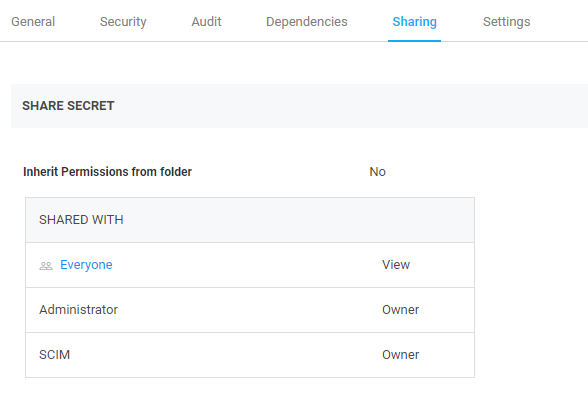 General Security Audit Dependencies Sharing Settings
SHARE SECRET
Inherit Permissions from folder No
SHARED WITH
Everyone View
Administrator Owner
SCIM Owner